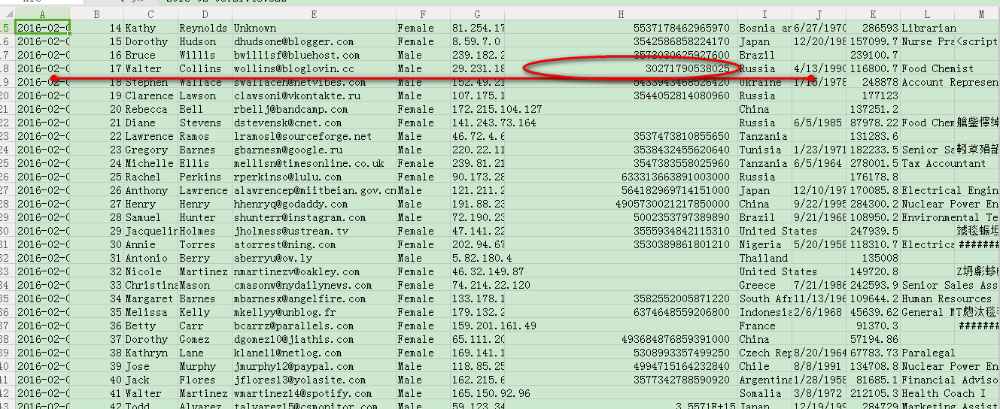 A B C D E F G H I J K L M
15 2016-02-0 14 Kathy Reynolds Unknown Female 81.254.17 5537178462965970 Bosnia an 6/27/1970 286593 Librarian
16 2016-02-0 15 Dorothy Hudson dhudsone@blogger.com Female 8.59.7.0 3542586858224170 Japan 12/20/198 157099.7 Nurse Pra <script
17 2016-02-0 16 Bruce Willis bwillisf@bluehost.com Male 239.182.2 3573030625927600 Brazil 239100.7
18 2016-02-0 17 Walter Collins wollins@bloglovin.cc Male 29.231.18 30271790538025 Russia 4/13/1990 116800.7 Food Chemist
19 2016-02-0 18 Stephen Wallace swallaceh@netvibes.com Male 152.49.21 5433943468526420 Ukraine 1/15/1978 248878 Account Represen
20 2016-02-0 19 Clarence Lawson clawsoni@vkontakte.ru Male 107.175.1 3544052814080960 Russia 177123
21 2016-02-0 20 Rebecca Bell rbellj@bandcamp.com Female 172.215.104.127 China 137251.2
22 2016-02-0 21 Diane Stevens dstevensk@cnet.com Female 141.243.73.164 Russia 6/5/1985 87978.22 Food Chem
23 2016-02-0 22 Lawrence Ramos lramosl@sourceforge.net Male 46.72.4.6 3537473810855650 Tanzania 131283.6
24 2016-02-0 23 Gregory Barnes gbarnesm@google.ru Male 220.22.11 3538432455620640 Tunisia 1/23/1971 182233.5 Senior Sa
25 2016-02-0 24 Michelle Ellis mellisn@timesonline.co.uk Female 239.81.21 3547383558025960 Tanzania 6/5/1964 278001.5 Tax Accountant
26 2016-02-0 25 Rachel Perkins rperkinso@lulu.com Female 90.173.28 633313663891003000 Russia 176178.8
27 2016-02-0 26 Anthony Lawrence alawrencep@miitbeian.gov.cn Male 121.211.2 564182969714151000 Japan 12/10/197 170085.8 Electrical Engin
28 2016-02-0 27 Henry Henry hhenryq@godaddy.com Male 191.88.23 4905730021217850000 China 9/22/1995 284300.2 Nuclear Power En
29 2016-02-0 28 Samuel Hunter shunterr@instagram.com Male 72.190.23 5002353797389890 Brazil 9/21/1968 108950.2 Environmental Te
30 2016-02-0 29 Jacquelin Holmes jholmess@ustream.tv Female 47.141.22 3555934842115310 United States 247939.5
31 2016-02-0 30 Annie Torres atorrest@ning.com Female 202.94.67 3530389861801210 Nigeria 5/20/1958 118310.7 Electrica #######
32 2016-02-0 31 Antonio Berry aberryu@ow.ly Male 5.82.180.4 Thailand 135008
33 2016-02-0 32 Nicole Martinez nmartinezv@oakley.com Female 46.32.149.87 United States 149720.8
34 2016-02-0 33 Christina Mason cmasonw@nydailynews.com Female 74.214.22.120 Greece 7/21/1986 242593.9 Senior Sales Ass
35 2016-02-0 34 Margaret Barnes mbarnesx@angelfire.com Female 133.178.1 3582552005871220 South Afr 11/13/196 109644.2 Human Resources
36 2016-02-0 35 Melissa Kelly mkellyy@unblog.fr Female 179.132.2 6374648559206800 Indonesia 2/6/1968 45639.62 General M
37 2016-02-0 36 Betty Carr bcarrz@parallels.com Female 159.201.161.49 France 91370.3 #######
38 2016-02-0 37 Dorothy Gomez dgomez10@jiathis.com Female 65.111.20 493684876859391000 China 57194.86
39 2016-02-0 38 Kathryn Lane klane11@netlog.com Female 169.141.1 5308993357499250 Czech Rep 8/20/1964 67783.73 Paralegal
40 2016-02-0 39 Jose Murphy jmurphy12@paypal.com Male 118.85.25 4994715164232840 Chile 8/8/1991 134708.8 Nuclear Power En
41 2016-02-0 40 Jack Flores jflores13@yolasite.com Male 162.215.6 3577342788590920 Argentina 1/28/1958 81685.1 Financial Adviso
42 2016-02-0 41 Walter Martinez wmartinez14@spotify.com Male 165.150.92.96 Somalia 3/8/1972 212105.3 Health Coach I
43 2016-02-0 42 Todd Alvarez talvarez15@csmonitor.com Male 59.123.34 3.5571E+15 Japan 12/19/199 284729 Marketing Assist